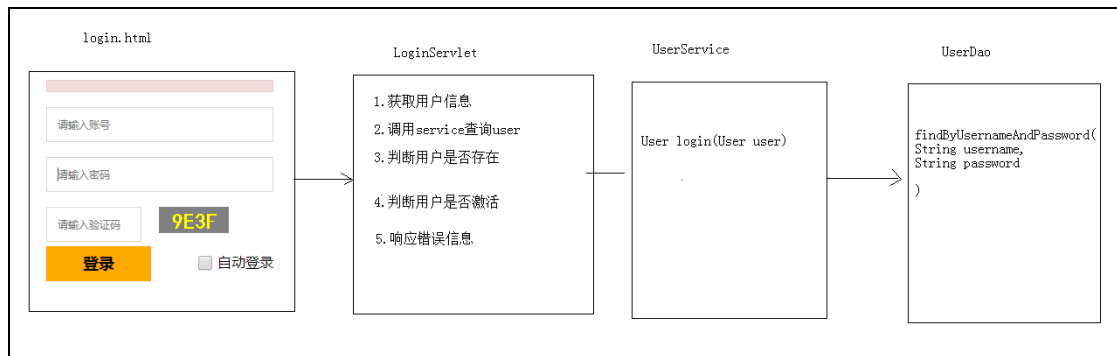 login.html
请输入账号
请输入密码
请输入验证码
9E3F
登录
自动登录
LoginServlet
1.获取用户信息
2.调用service查询user
3.判断用户是否存在
4.判断用户是否激活
5.响应错误信息
UserService
User login(User user)
UserDao
findByUsernameAndPassword(
String username,
String password
)